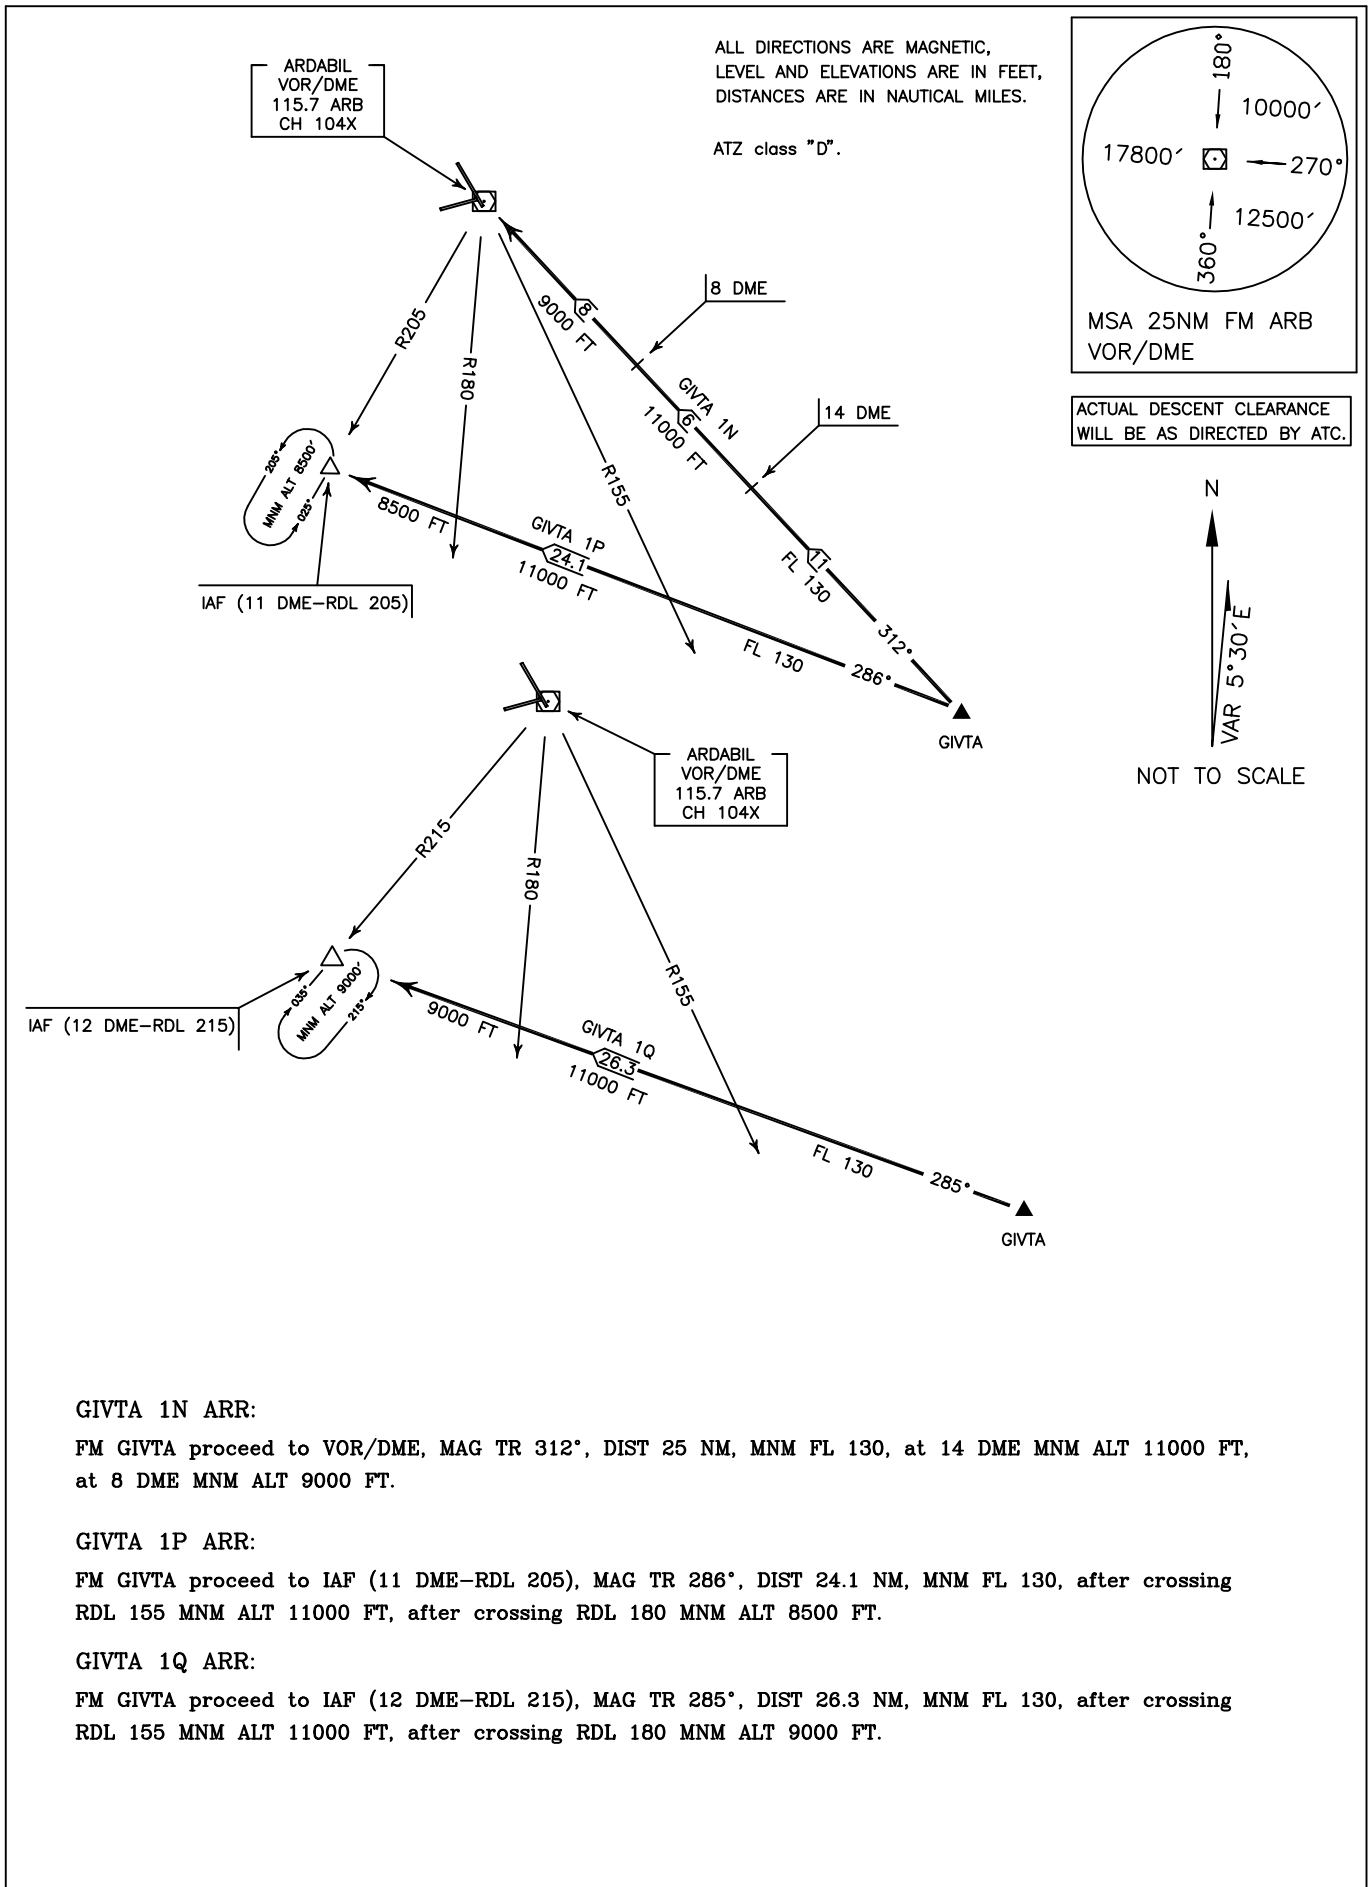 ARDABIL
VOR/DME
115.7 ARB
CH 104X
ALL DIRECTIONS ARE MAGNETIC,
LEVEL AND ELEVATIONS ARE IN FEET,
DISTANCES ARE IN NAUTICAL MILES.
ATZ class "D".
180°
10000′
17800′
270°
12500′
360°
MSA 25NM FM ARB
VOR/DME
ACTUAL DESCENT CLEARANCE
WILL BE AS DIRECTED BY ATC.
N
VAR 5°30′E
NOT TO SCALE
8
9000 FT
8 DME
GIVTA 1N
6
11000 FT
14 DME
11
FL 130
312°
R205
R180
R155
205°
MNM ALT 8500′
025°
8500 FT
GIVTA 1P
24.1
11000 FT
FL 130
286°
GIVTA
IAF (11 DME-RDL 205)
ARDABIL
VOR/DME
115.7 ARB
CH 104X
R215
R180
R155
035°
MNM ALT 9000′
215°
IAF (12 DME-RDL 215)
9000 FT
GIVTA 1Q
26.3
11000 FT
FL 130
285°
GIVTA
GIVTA 1N ARR:
FM GIVTA proceed to VOR/DME, MAG TR 312°, DIST 25 NM, MNM FL 130, at 14 DME MNM ALT 11000 FT,
at 8 DME MNM ALT 9000 FT.
GIVTA 1P ARR:
FM GIVTA proceed to IAF (11 DME-RDL 205), MAG TR 286°, DIST 24.1 NM, MNM FL 130, after crossing
RDL 155 MNM ALT 11000 FT, after crossing RDL 180 MNM ALT 8500 FT.
GIVTA 1Q ARR:
FM GIVTA proceed to IAF (12 DME-RDL 215), MAG TR 285°, DIST 26.3 NM, MNM FL 130, after crossing
RDL 155 MNM ALT 11000 FT, after crossing RDL 180 MNM ALT 9000 FT.